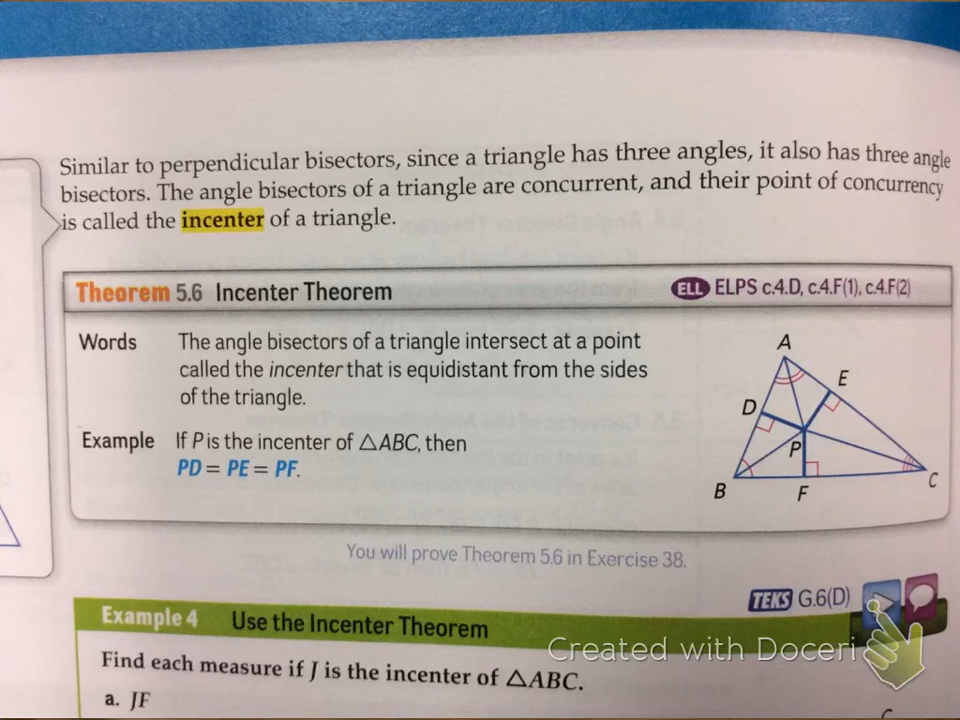 Similar to perpendicular bisectors, since a triangle has three angles, it also has three angle
bisectors. The angle bisectors of a triangle are concurrent, and their point of concurrency
is called the incenter of a triangle.
Theorem 5.6 Incenter Theorem
ELL ELPS c.4.D, c.4.F(1), c.4.F(2)
Words The angle bisectors of a triangle intersect at a point
called the incenter that is equidistant from the sides
of the triangle.
Example If P is the incenter of △ABC, then
PD = PE = PF.
A
E
D
P
B
F
C
You will prove Theorem 5.6 in Exercise 38.
TEKS G.6(D)
Example 4 Use the Incenter Theorem
Created with Doceri
Find each measure if J is the incenter of △ABC.
a. JF